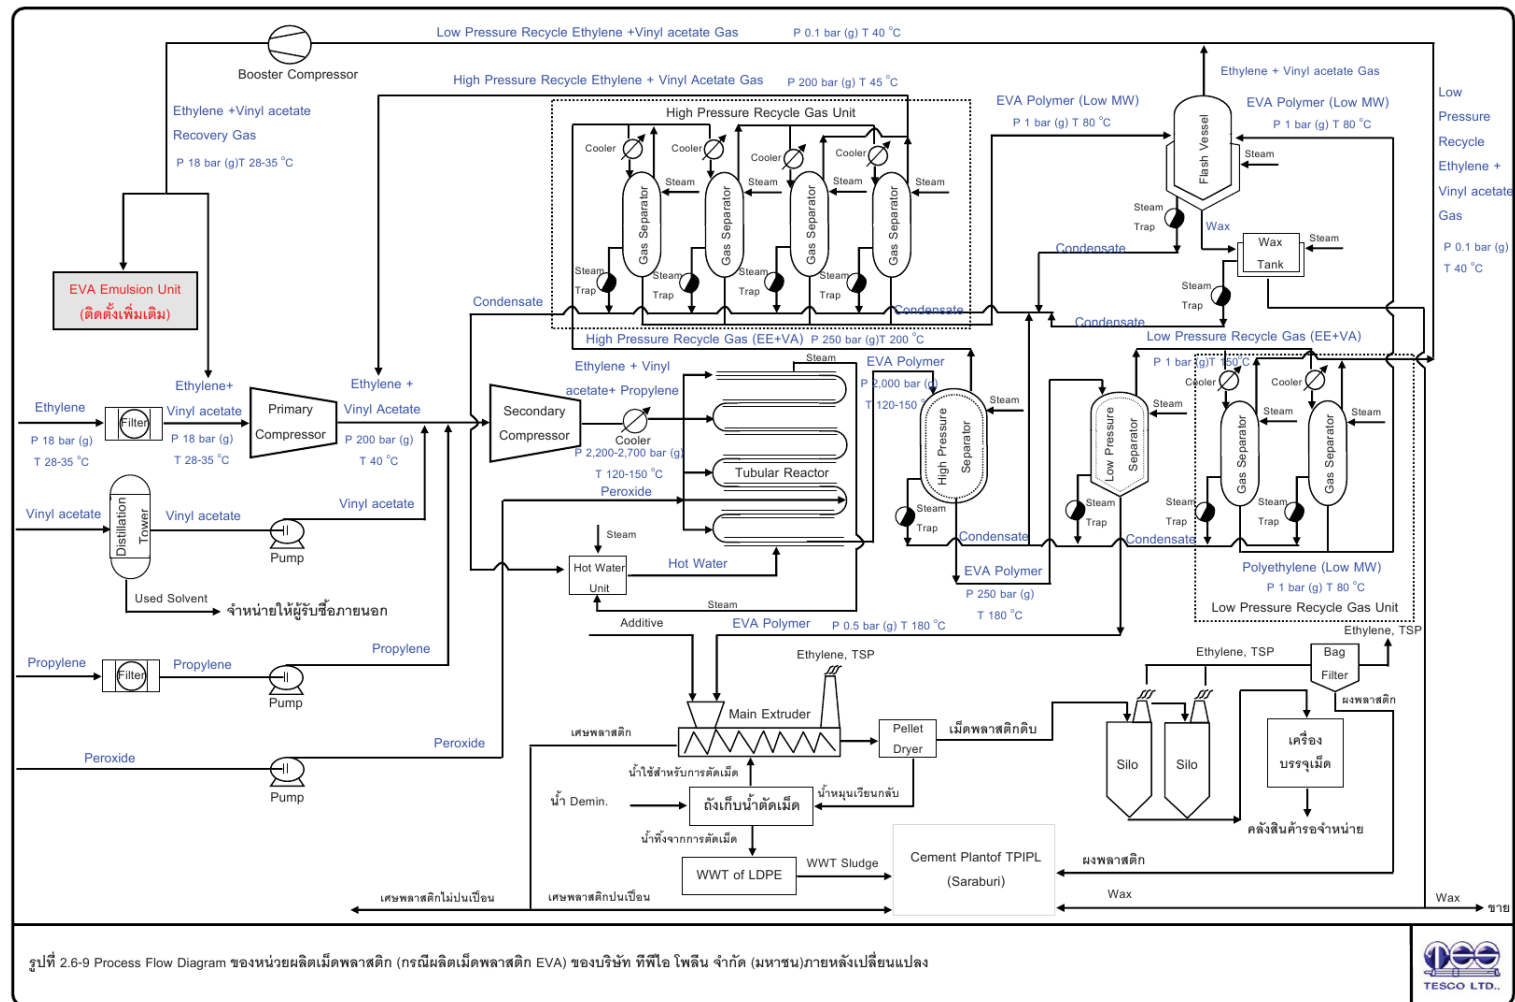 Low Pressure Recycle Ethylene +Vinyl acetate Gas P 0.1 bar (g) T 40 °C
Booster Compressor
High Pressure Recycle Ethylene + Vinyl Acetate Gas P 200 bar (g) T 45 °C
Ethylene +Vinyl acetate
Recovery Gas
P 18 bar (g)T 28-35 °C
EVA Emulsion Unit
(ติดตั้งเพิ่มเติม)
High Pressure Recycle Gas Unit
Cooler
Cooler
Cooler
Cooler
Steam
Steam
Steam
Steam
Gas Separator
Gas Separator
Gas Separator
Gas Separator
Steam
Trap
Steam
Trap
Steam
Trap
Steam
Trap
Condensate
Condensate
High Pressure Recycle Gas (EE+VA) P 250 bar (g)T 200 °C
EVA Polymer (Low MW)
P 1 bar (g) T 80 °C
Ethylene + Vinyl acetate Gas
EVA Polymer (Low MW)
P 1 bar (g) T 80 °C
Flash Vessel
Steam
Steam
Trap
Wax
Condensate
Wax
Tank
Steam
Steam
Trap
Condensate
Low
Pressure
Recycle
Ethylene +
Vinyl acetate
Gas
P 0.1 bar (g)
T 40 °C
Ethylene
P 18 bar (g)
T 28-35 °C
Filter
Ethylene+
Vinyl acetate
P 18 bar (g)
T 28-35 °C
Primary
Compressor
Ethylene +
Vinyl Acetate
P 200 bar (g)
T 40 °C
Secondary
Compressor
Ethylene + Vinyl
acetate+ Propylene
Cooler
P 2,200-2,700 bar (g)
T 120-150 °C
Peroxide
Steam
Tubular Reactor
EVA Polymer
P 2,000 bar (g)
T 120-150 °C
High Pressure
Separator
Steam
Steam
Trap
Condensate
EVA Polymer
P 250 bar (g)
T 180 °C
Low Pressure Recycle Gas (EE+VA)
P 1 bar (g)T 150°C
Low Pressure
Separator
Steam
Steam
Trap
Condensate
Cooler
Cooler
Steam
Steam
Gas Separator
Gas Separator
Steam
Trap
Steam
Trap
Polyethylene (Low MW)
P 1 bar (g) T 80 °C
Low Pressure Recycle Gas Unit
Vinyl acetate
Distillation
Tower
Vinyl acetate
Pump
Vinyl acetate
Used Solvent
จำหน่ายให้ผู้รับซื้อภายนอก
Steam
Hot Water
Unit
Hot Water
Steam
Additive
EVA Polymer P 0.5 bar (g) T 180 °C
Propylene
Filter
Propylene
Pump
Propylene
Peroxide
Pump
Peroxide
Ethylene, TSP
Main Extruder
เศษพลาสติก
น้ำใช้สำหรับการตัดเม็ด
Pellet
Dryer
เม็ดพลาสติกดิบ
น้ำหมุนเวียนกลับ
น้ำ Demin.
ถังเก็บน้ำตัดเม็ด
น้ำทิ้งจากการตัดเม็ด
WWT of LDPE
WWT Sludge
Cement Plantof TPIPL
(Saraburi)
Ethylene, TSP
Ethylene, TSP
Bag
Filter
ผงพลาสติก
Silo
Silo
เครื่อง
บรรจุเม็ด
คลังสินค้ารอจำหน่าย
ผงพลาสติก
Wax
Wax
ขาย
เศษพลาสติกไม่ปนเปื้อน
เศษพลาสติกปนเปื้อน
รูปที่ 2.6-9 Process Flow Diagram ของหน่วยผลิตเม็ดพลาสติก (กรณีผลิตเม็ดพลาสติก EVA) ของบริษัท ทีพีไอ โพลีน จำกัด (มหาชน)ภายหลังเปลี่ยนแปลง
TESCO LTD..